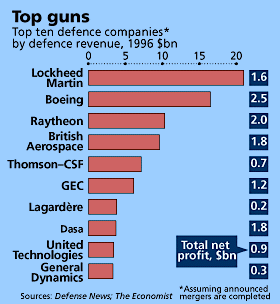 Top guns
Top ten defence companies*
by defence revenue, 1996 $bn
0 5 10 15 20
Lockheed
Martin 1.6
Boeing 2.5
Raytheon 2.0
British
Aerospace 1.8
Thomson–CSF 0.7
GEC 1.2
Lagardère 0.2
Dasa 1.8
United
Technologies 0.9
General
Dynamics 0.3
Total net
profit, $bn
Sources: Defense News; The Economist
*Assuming announced
mergers are completed